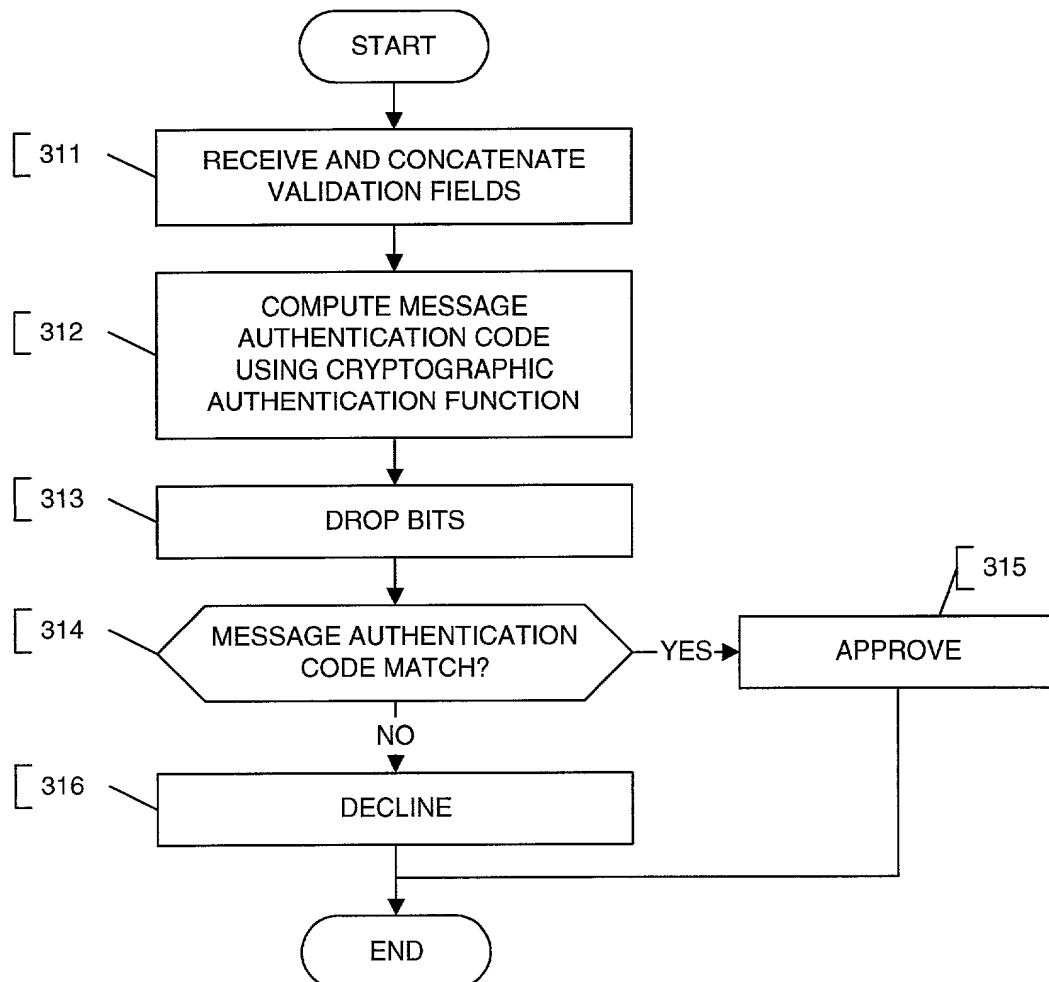 START
311
RECEIVE AND CONCATENATE
VALIDATION FIELDS
312
COMPUTE MESSAGE
AUTHENTICATION CODE
USING CRYPTOGRAPHIC
AUTHENTICATION FUNCTION
313
DROP BITS
314
MESSAGE AUTHENTICATION
CODE MATCH?
YES
315
APPROVE
NO
316
DECLINE
END